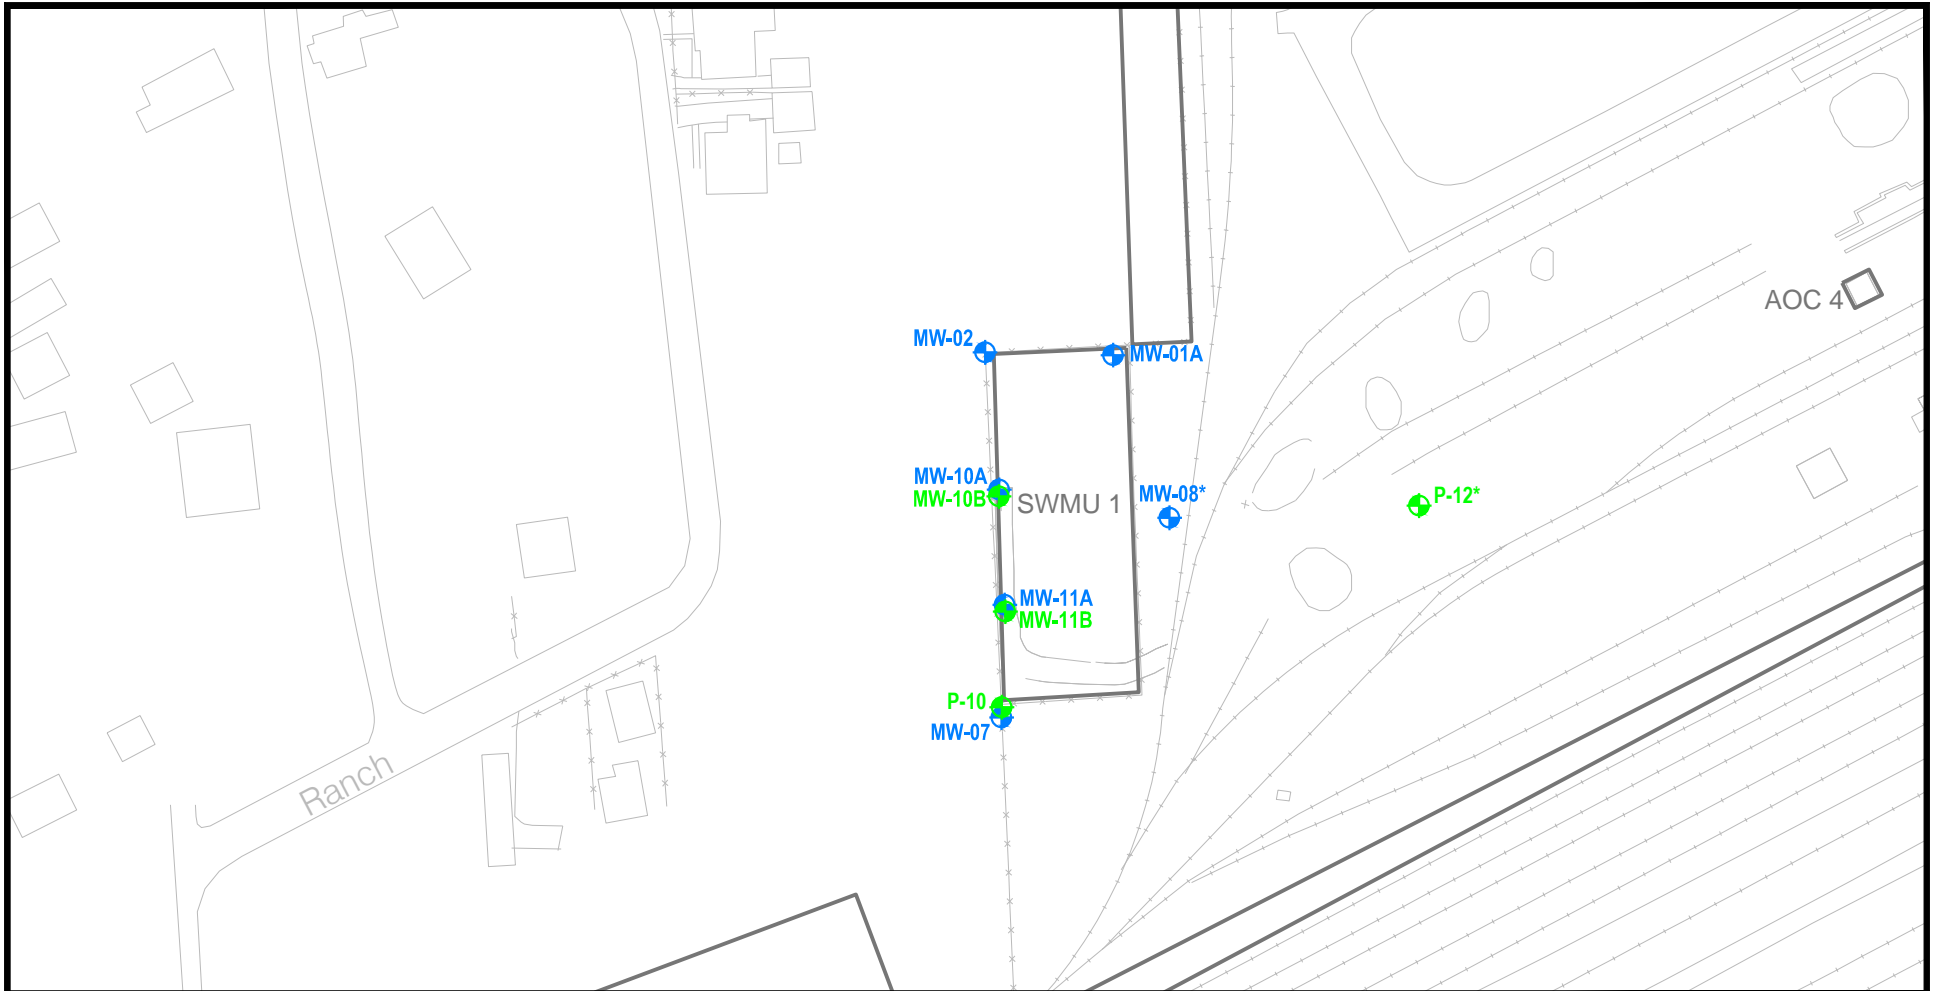 AOC 4
MW-02
MW-01A
MW-10A
MW-10B
SWMU 1
MW-08*
P-12*
MW-11A
MW-11B
P-10
MW-07
Ranch